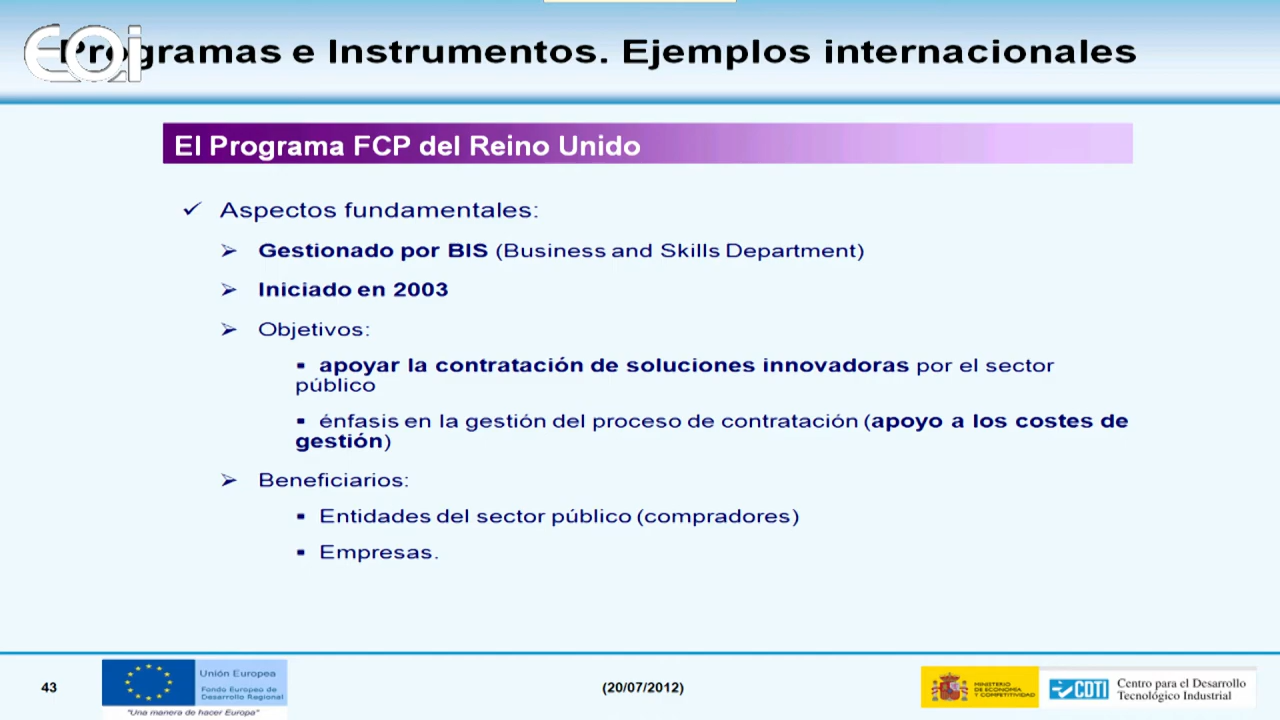 Programas e Instrumentos. Ejemplos internacionales
EOi
El Programa FCP del Reino Unido
✓ Aspectos fundamentales:
➢ Gestionado por BIS (Business and Skills Department)
➢ Iniciado en 2003
➢ Objetivos:
▪ apoyar la contratación de soluciones innovadoras por el sector
público
▪ énfasis en la gestión del proceso de contratación (apoyo a los costes de
gestión)
➢ Beneficiarios:
▪ Entidades del sector público (compradores)
▪ Empresas.
43
Unión Europea
Fondo Europeo de
Desarrollo Regional
"Una manera de hacer Europa"
(20/07/2012)
MINISTERIO
DE ECONOMÍA
Y COMPETITIVIDAD
CDTI
Centro para el Desarrollo
Tecnológico Industrial